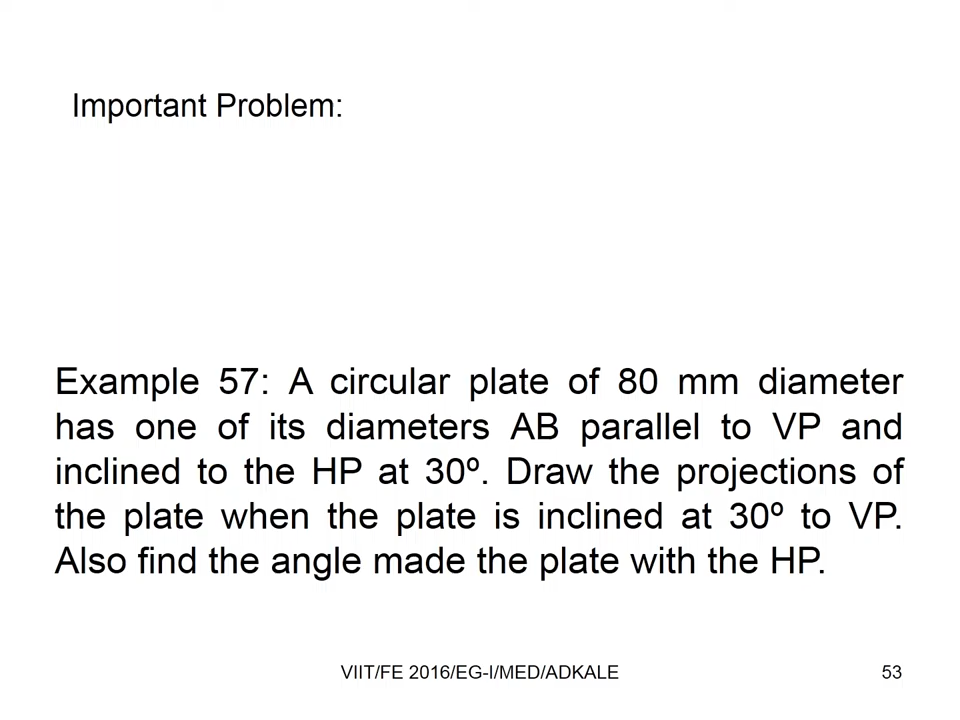 Important Problem:
Example 57: A circular plate of 80 mm diameter
has one of its diameters AB parallel to VP and
inclined to the HP at 30º. Draw the projections of
the plate when the plate is inclined at 30º to VP.
Also find the angle made the plate with the HP.
VIIT/FE 2016/EG-I/MED/ADKALE
53